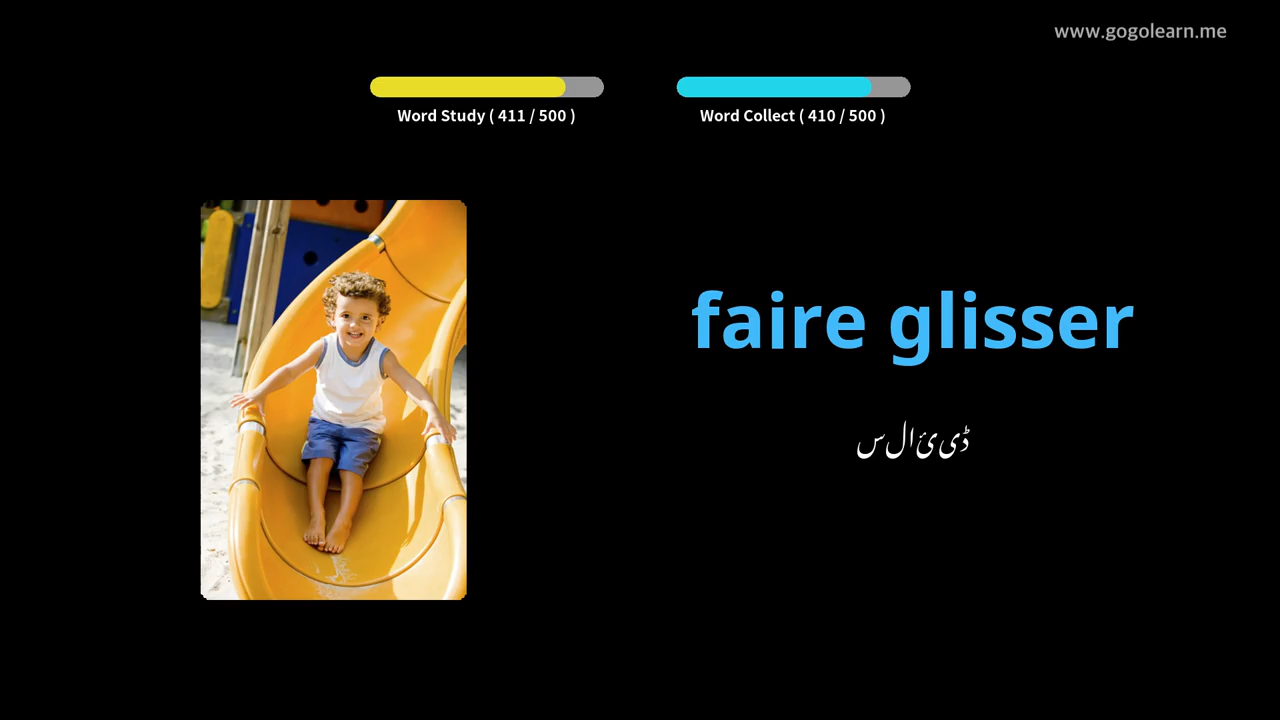 www.gogolearn.me
Word Study ( 411 / 500 )
Word Collect ( 410 / 500 )
faire glisser
ڈیئالس